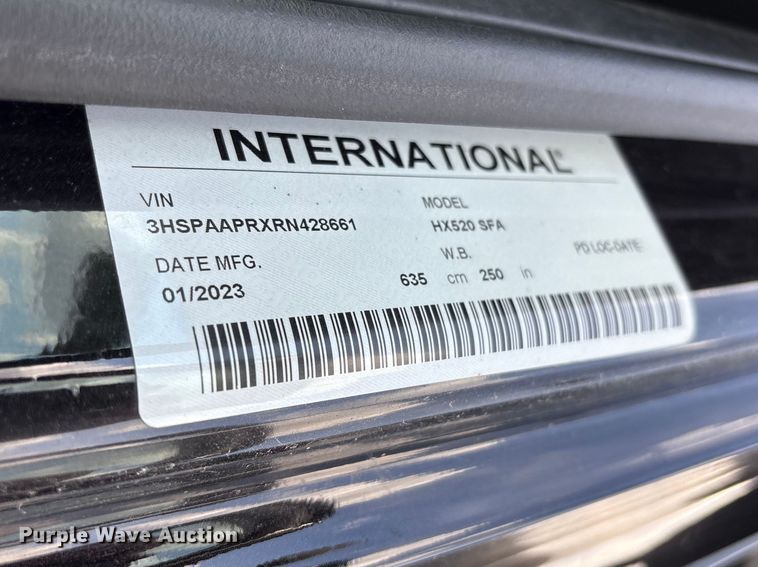 INTERNATIONAL®
VIN
3HSPAAPRXRN428661
MODEL
HX520 SFA
DATE MFG.
01/2023
W.B.
635 cm 250 in
PD LOC-DATE
Purple Wave Auction